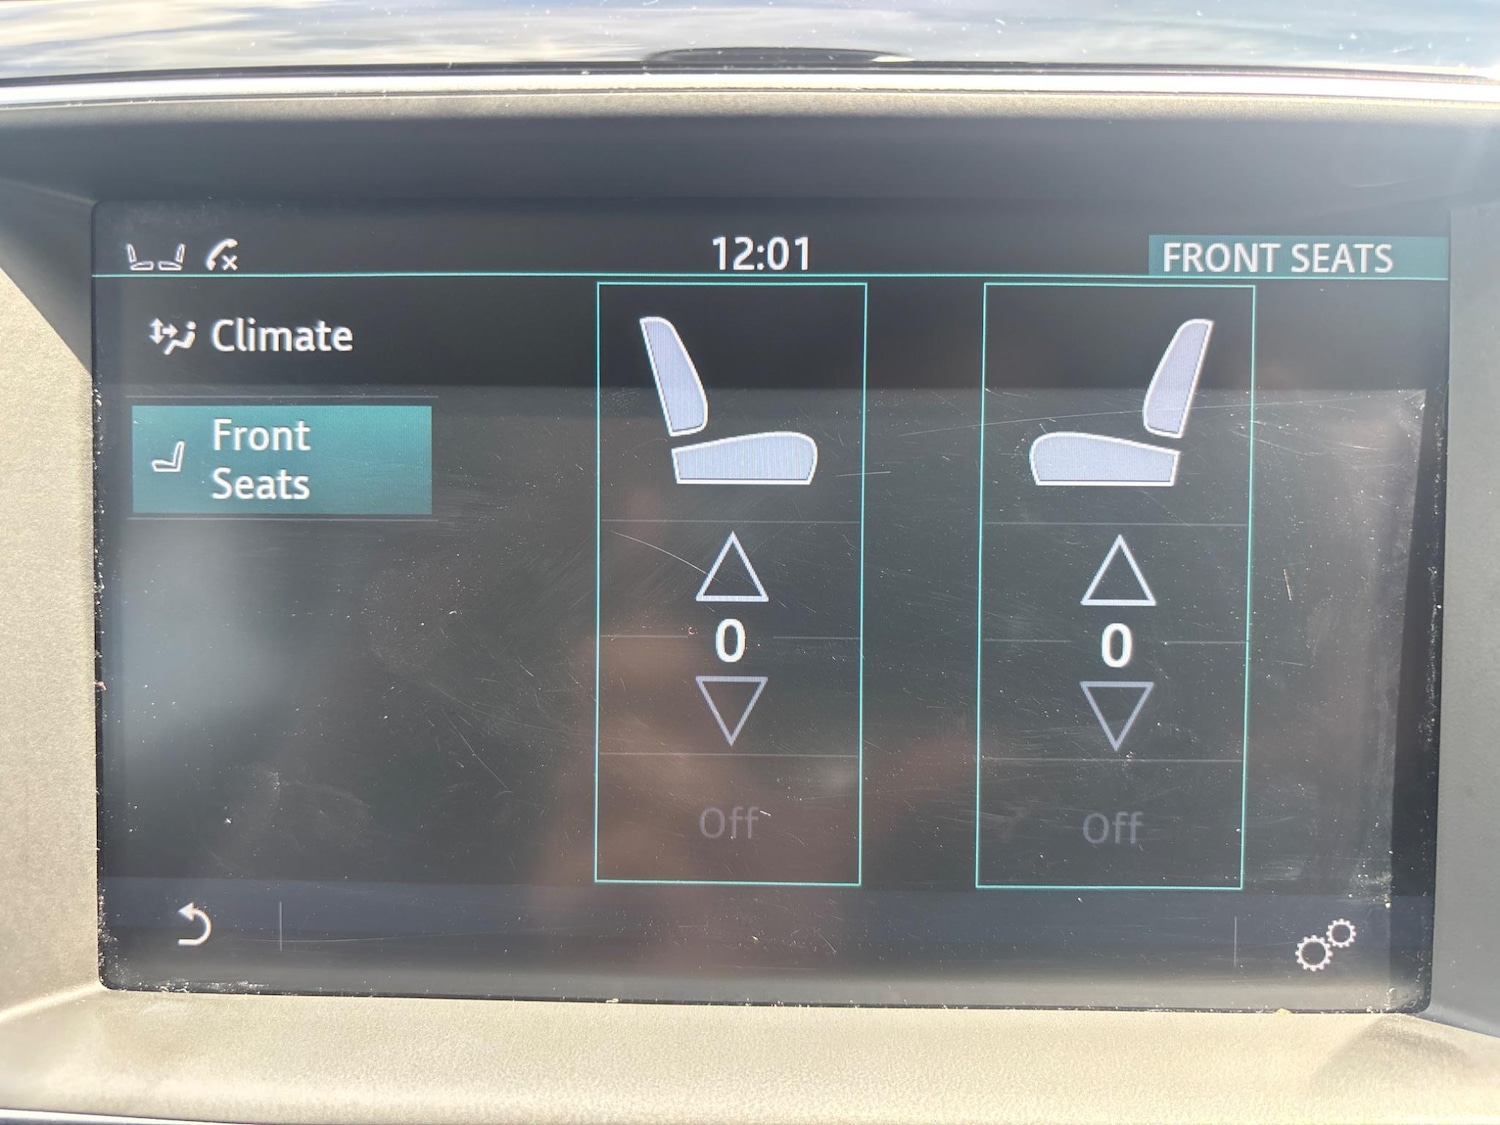 12:01
FRONT SEATS
Climate
Front
Seats
0
0
Off
Off